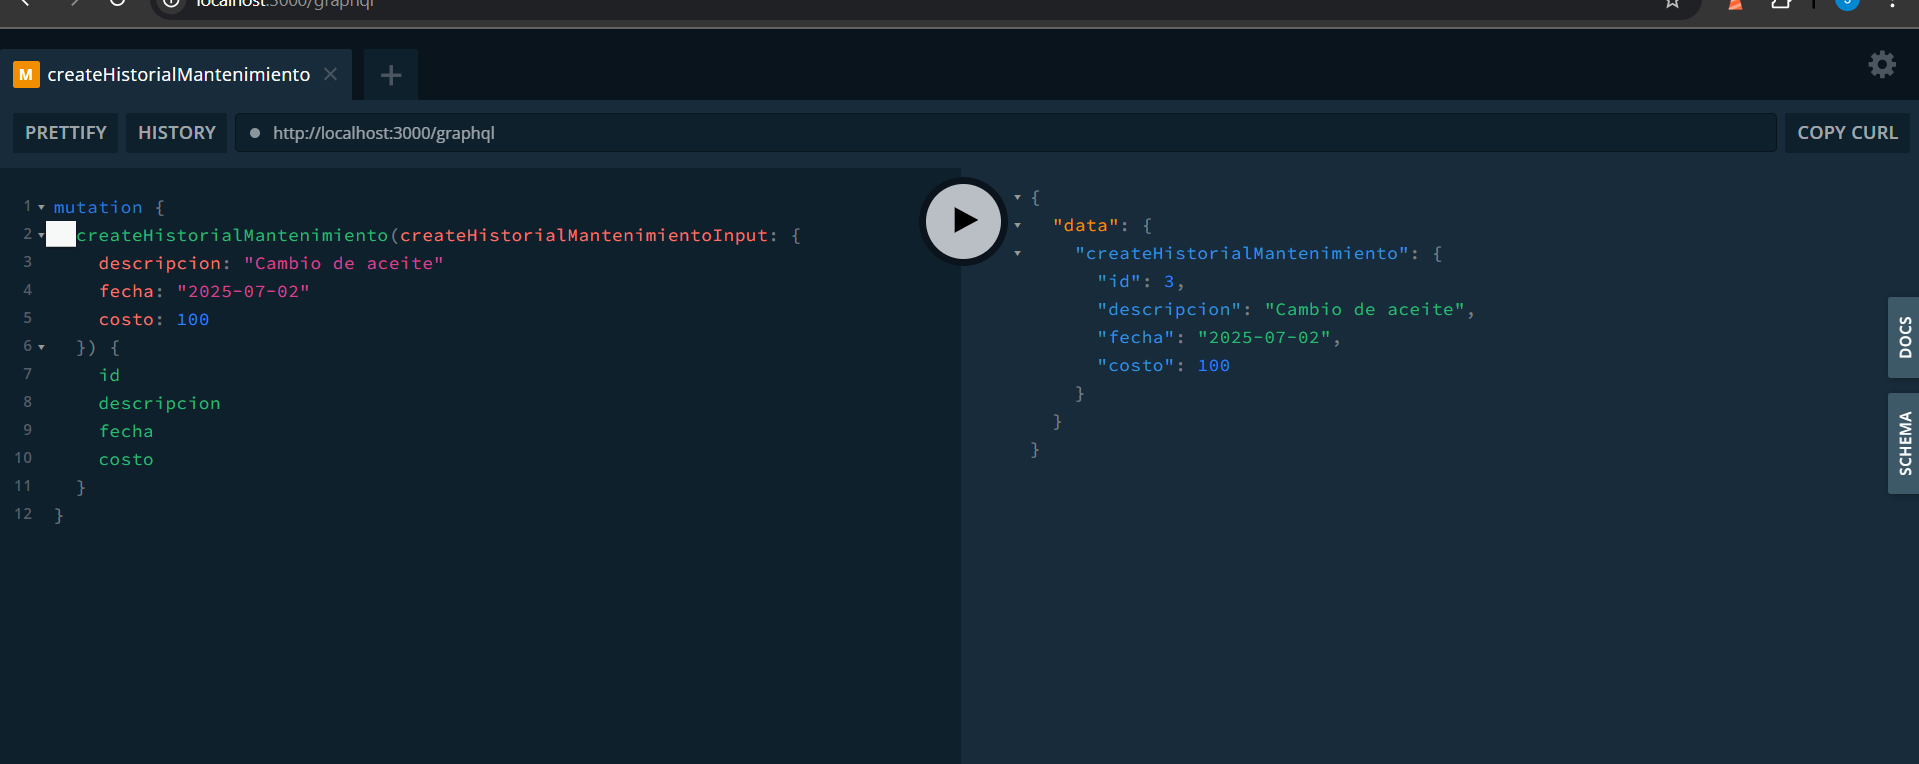 localhost:3000/graphql
M createHistorialMantenimiento
PRETTIFY HISTORY http://localhost:3000/graphql COPY CURL
1 mutation {
2 createHistorialMantenimiento(createHistorialMantenimientoInput: {
3 descripcion: "Cambio de aceite"
4 fecha: "2025-07-02"
5 costo: 100
6 }) {
7 id
8 descripcion
9 fecha
10 costo
11 }
12 }
{
"data": {
"createHistorialMantenimiento": {
"id": 3,
"descripcion": "Cambio de aceite",
"fecha": "2025-07-02",
"costo": 100
}
}
}
DOCS
SCHEMA